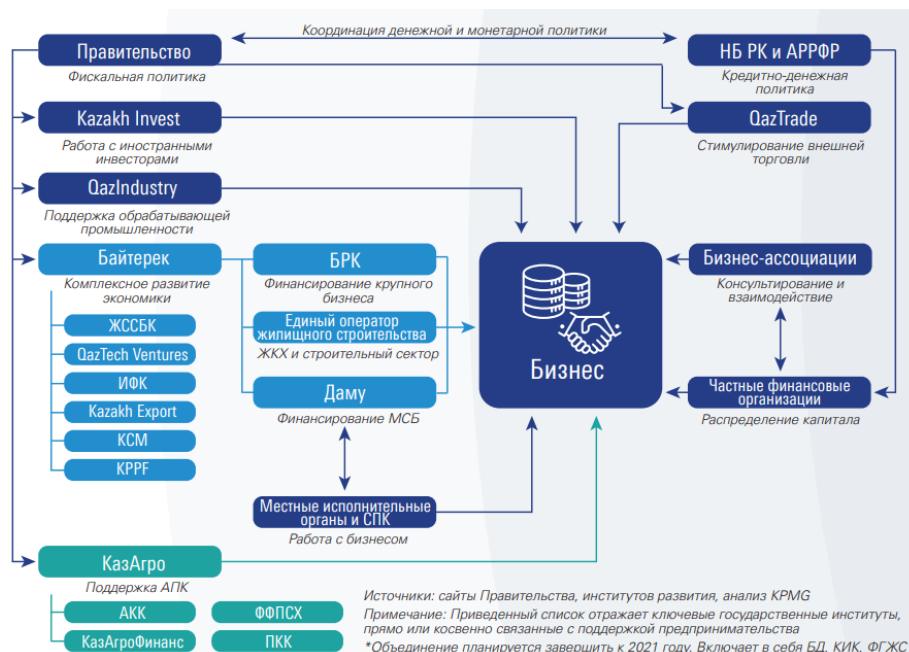 Координация денежной и монетарной политики
Правительство
Фискальная политика
НБ РК и АРРФР
Кредитно-денежная
политика
Kazakh Invest
Работа с иностранными
инвесторами
QazTrade
Стимулирование внешней
торговли
QazIndustry
Поддержка обрабатывающей
промышленности
Байтерек
Комплексное развитие
экономики
ЖССБК
QazTech Ventures
ИФК
Kazakh Export
КСМ
KPPF
БРК
Финансирование крупного
бизнеса
Единый оператор
жилищного строительства
ЖКХ и строительный сектор
Даму
Финансирование МСБ
Местные исполнительные
органы и СПК
Работа с бизнесом
Бизнес
Бизнес-ассоциации
Консультирование и
взаимодействие
Частные финансовые
организации
Распределение капитала
КазАгро
Поддержка АПК
АКК
ФФПСХ
КазАгроФинанс
ПКК
Источники: сайты Правительства, институтов развития, анализ KPMG
Примечание: Приведенный список отражает ключевые государственные институты,
прямо или косвенно связанные с поддержкой предпринимательства
*Объединение планируется завершить к 2021 году. Включает в себя БД, КИК, ФГЖС